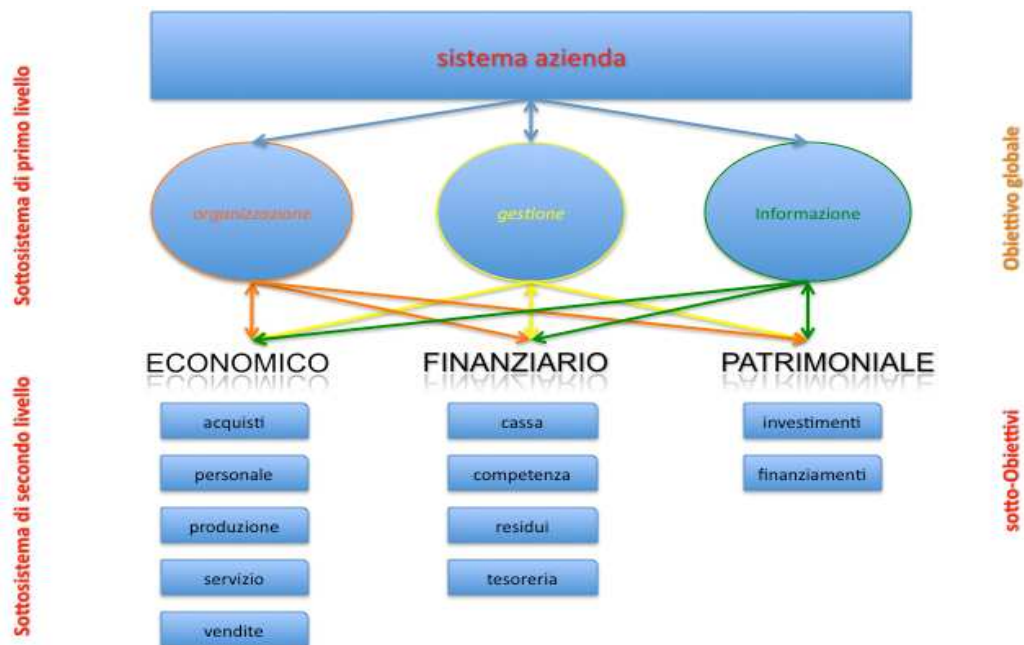 sistema azienda
Sottosistema di primo livello
Obiettivo globale
organizzazione
gestione
Informazione
ECONOMICO
FINANZIARIO
PATRIMONIALE
Sottosistema di secondo livello
sotto-Obiettivi
acquisti
cassa
investimenti
personale
competenza
finanziamenti
produzione
residui
servizio
tesoreria
vendite